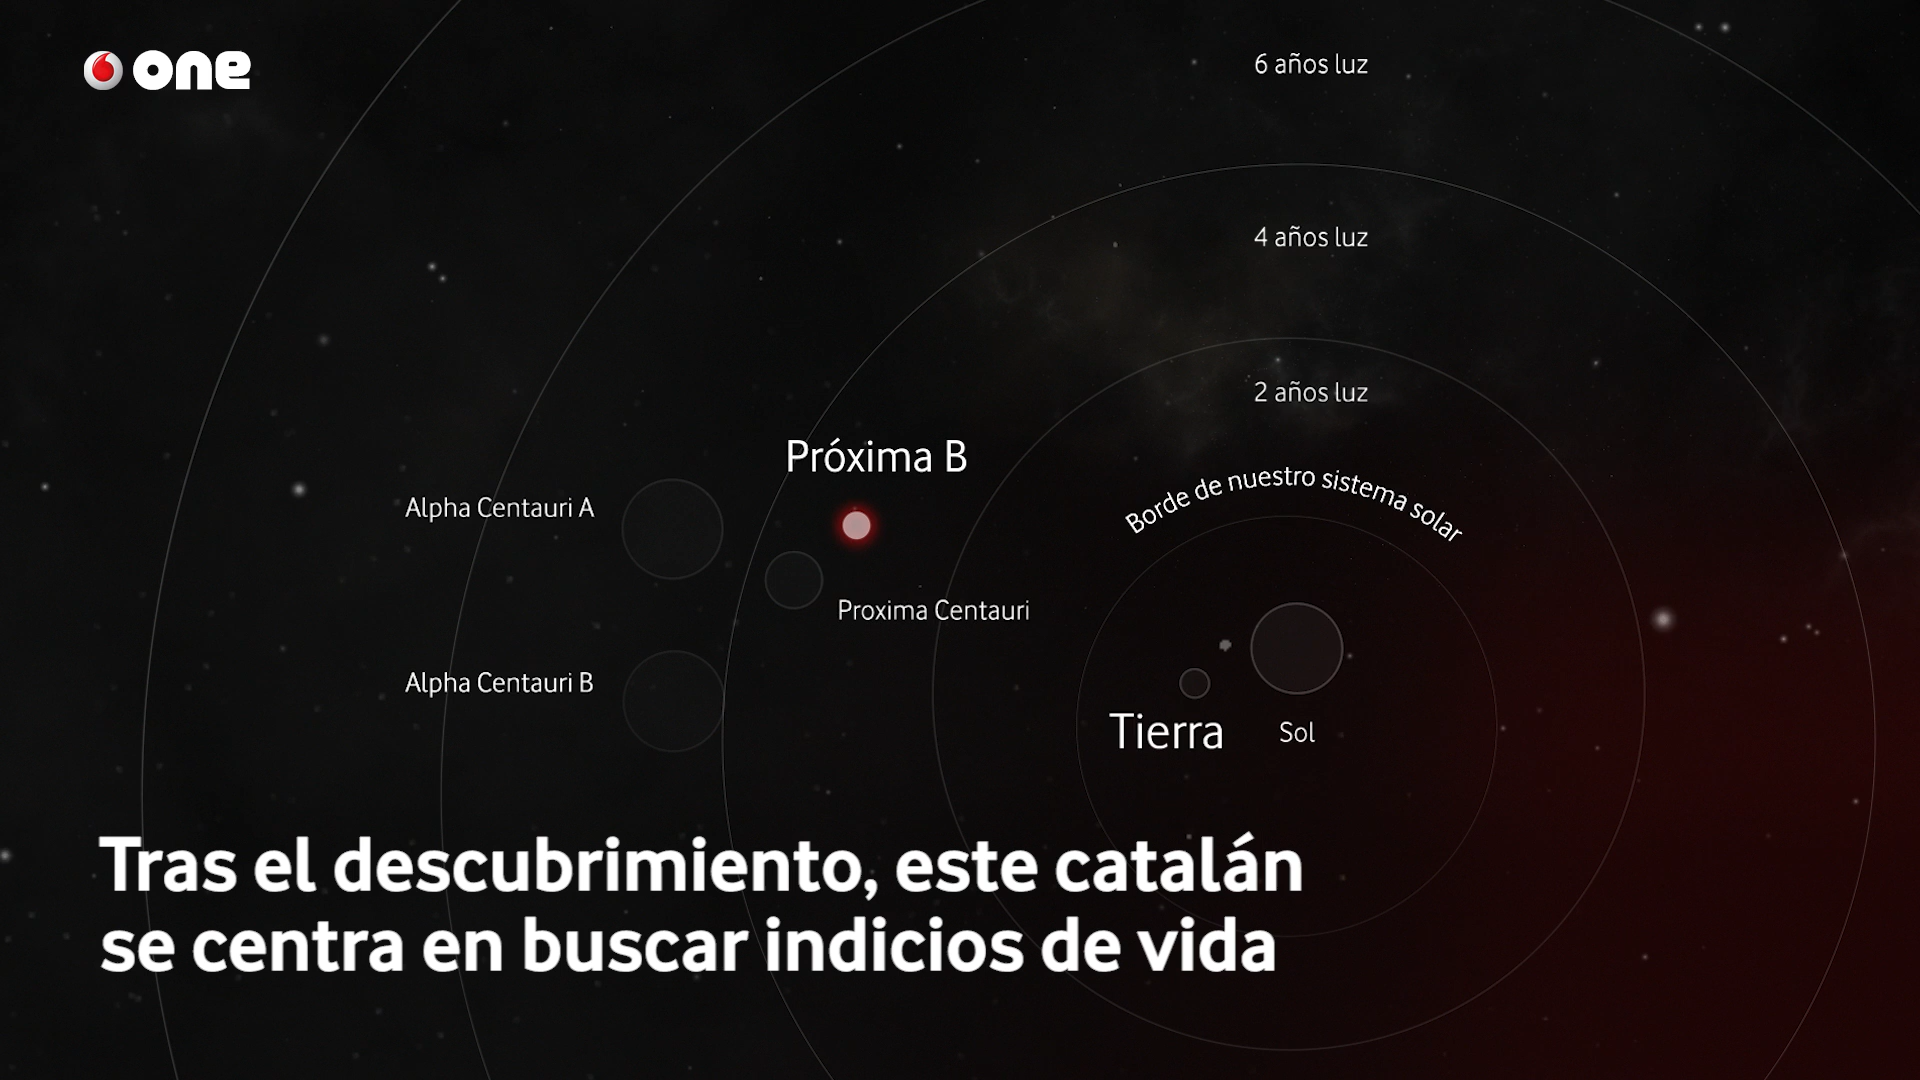 one
6 años luz
4 años luz
2 años luz
Próxima B
Borde de nuestro sistema solar
Alpha Centauri A
Proxima Centauri
Alpha Centauri B
Tierra
Sol
Tras el descubrimiento, este catalán
se centra en buscar indicios de vida